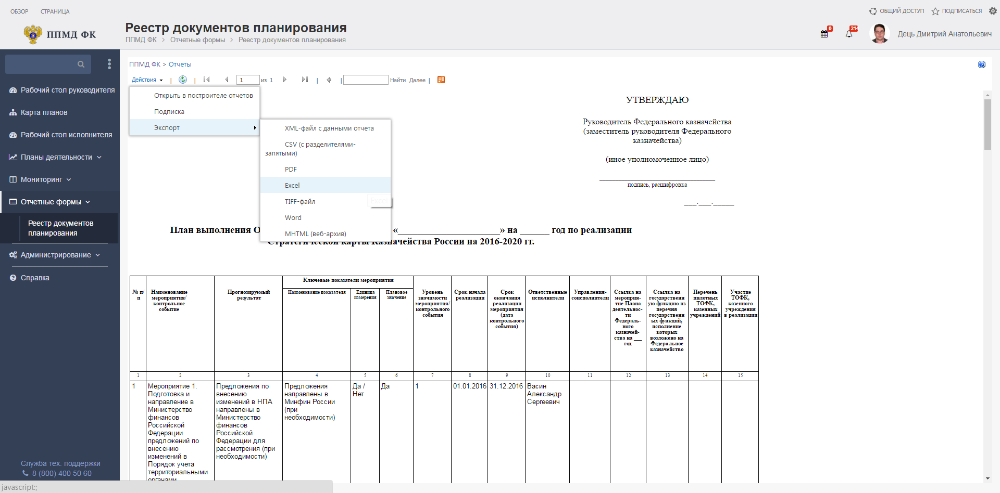 ОБЗОР СТРАНИЦА
ОБЩИЙ ДОСТУП ПОДПИСАТЬСЯ
ППМД ФК
Реестр документов планирования
ППМД ФК > Отчетные формы > Реестр документов планирования
0
214
Дець Дмитрий Анатольевич
Рабочий стол руководителя
Карта планов
Рабочий стол исполнителя
Планы деятельности
Мониторинг
Отчетные формы
Реестр документов
планирования
Администрирование
Справка
Служба тех. поддержки
8 (800) 400 50 60
javascript:;
ППМД ФК > Отчеты
Действия | | 1 из 1 | | Найти Далее |
Открыть в построителе отчетов
Подписка
Экспорт
XML-файл с данными отчета
CSV (с разделителями-
запятыми)
PDF
Excel
TIFF-файл
Excel
Word
MHTML (веб-архив)
УТВЕРЖДАЮ
Руководитель Федерального казначейства
(заместитель руководителя Федерального
казначейства)
(иное уполномоченное лицо)
______________________________
подпись, расшифровка
___.___._____
План выполнения О «_____________________» на ______ год по реализации
Стратегической карты Казначейства России на 2016-2020 гг.
№ п/
п
Наименование
мероприятия/
контрольное
событие
Прогнозируемый
результат
Ключевые показатели мероприятия
Наименование показателя
Единица
измерения
Плановое
значение
Уровень
значимости
мероприятия/
контрольного
события
Срок начала
реализации
Срок
окончания
реализации
мероприятия
(дата
контрольного
события)
Ответственные
исполнители
Управления-
соисполнители
Ссылка на
мероприя-
тие Плана
деятельнос-
ти
Федераль-
ного
казначей-
ства на ___
год
Ссылка на
государственн
ую функцию из
перечня
государственн
ых функций,
исполнение
которых
возложено на
Федеральное
казначейство
Перечень
пилотных
ТОФК,
казенных
учреждений
Участие
ТОФК,
казенного
учреждения
в реализации
1 2 3 4 5 6 7 8 9 10 11 12 13 14 15
1
Мероприятие 1.
Подготовка и
направление в
Министерство
финансов
Российской
Федерации
предложений по
внесению
изменений в
Порядок учета
территориальными
органами
Предложения по
внесению
изменений в НПА
направлены в
Министерство
финансов
Российской
Федерации для
рассмотрения (при
необходимости)
Предложения
направлены в
Минфин России
(при
необходимости)
Да /
Нет
Да
1
01.01.2016
31.12.2016
Васин
Александр
Сергеевич